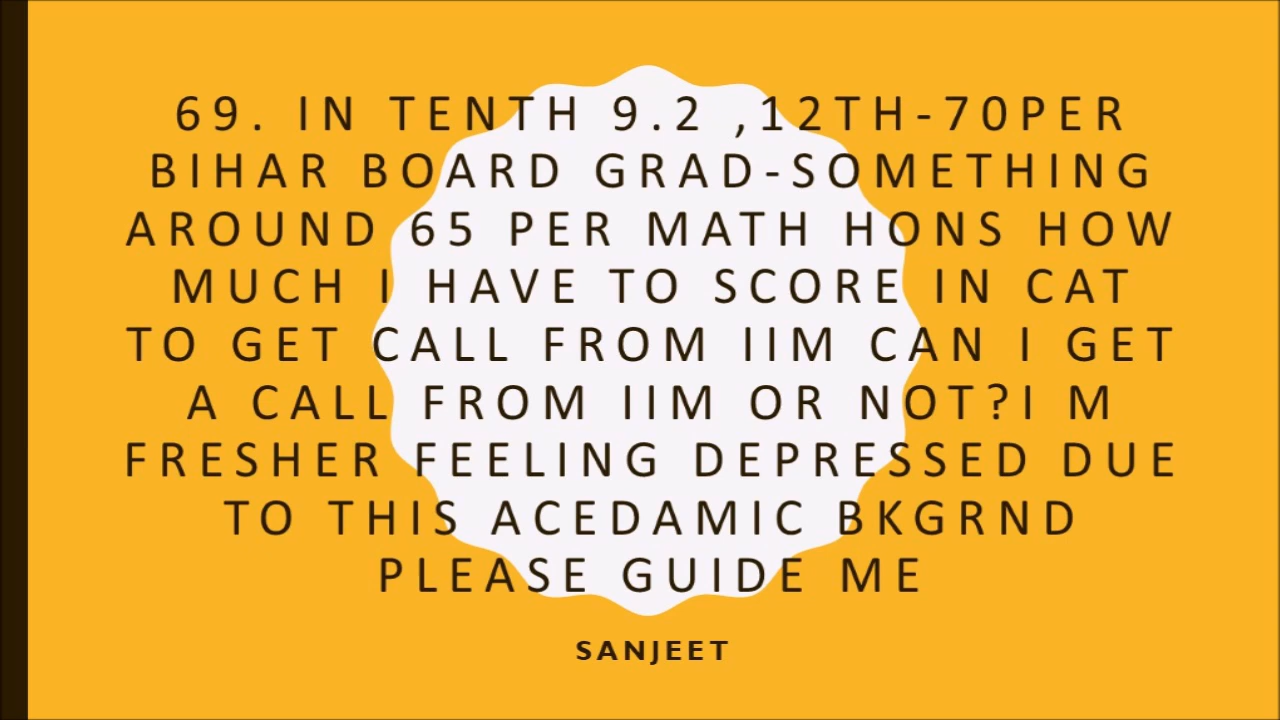 69. IN TENTH 9.2 ,12TH-70PER
BIHAR BOARD GRAD-SOMETHING
AROUND 65 PER MATH HONS HOW
MUCH I HAVE TO SCORE IN CAT
TO GET CALL FROM IIM CAN I GET
A CALL FROM IIM OR NOT?I M
FRESHER FEELING DEPRESSED DUE
TO THIS ACEDAMIC BKGRND
PLEASE GUIDE ME
SANJEET